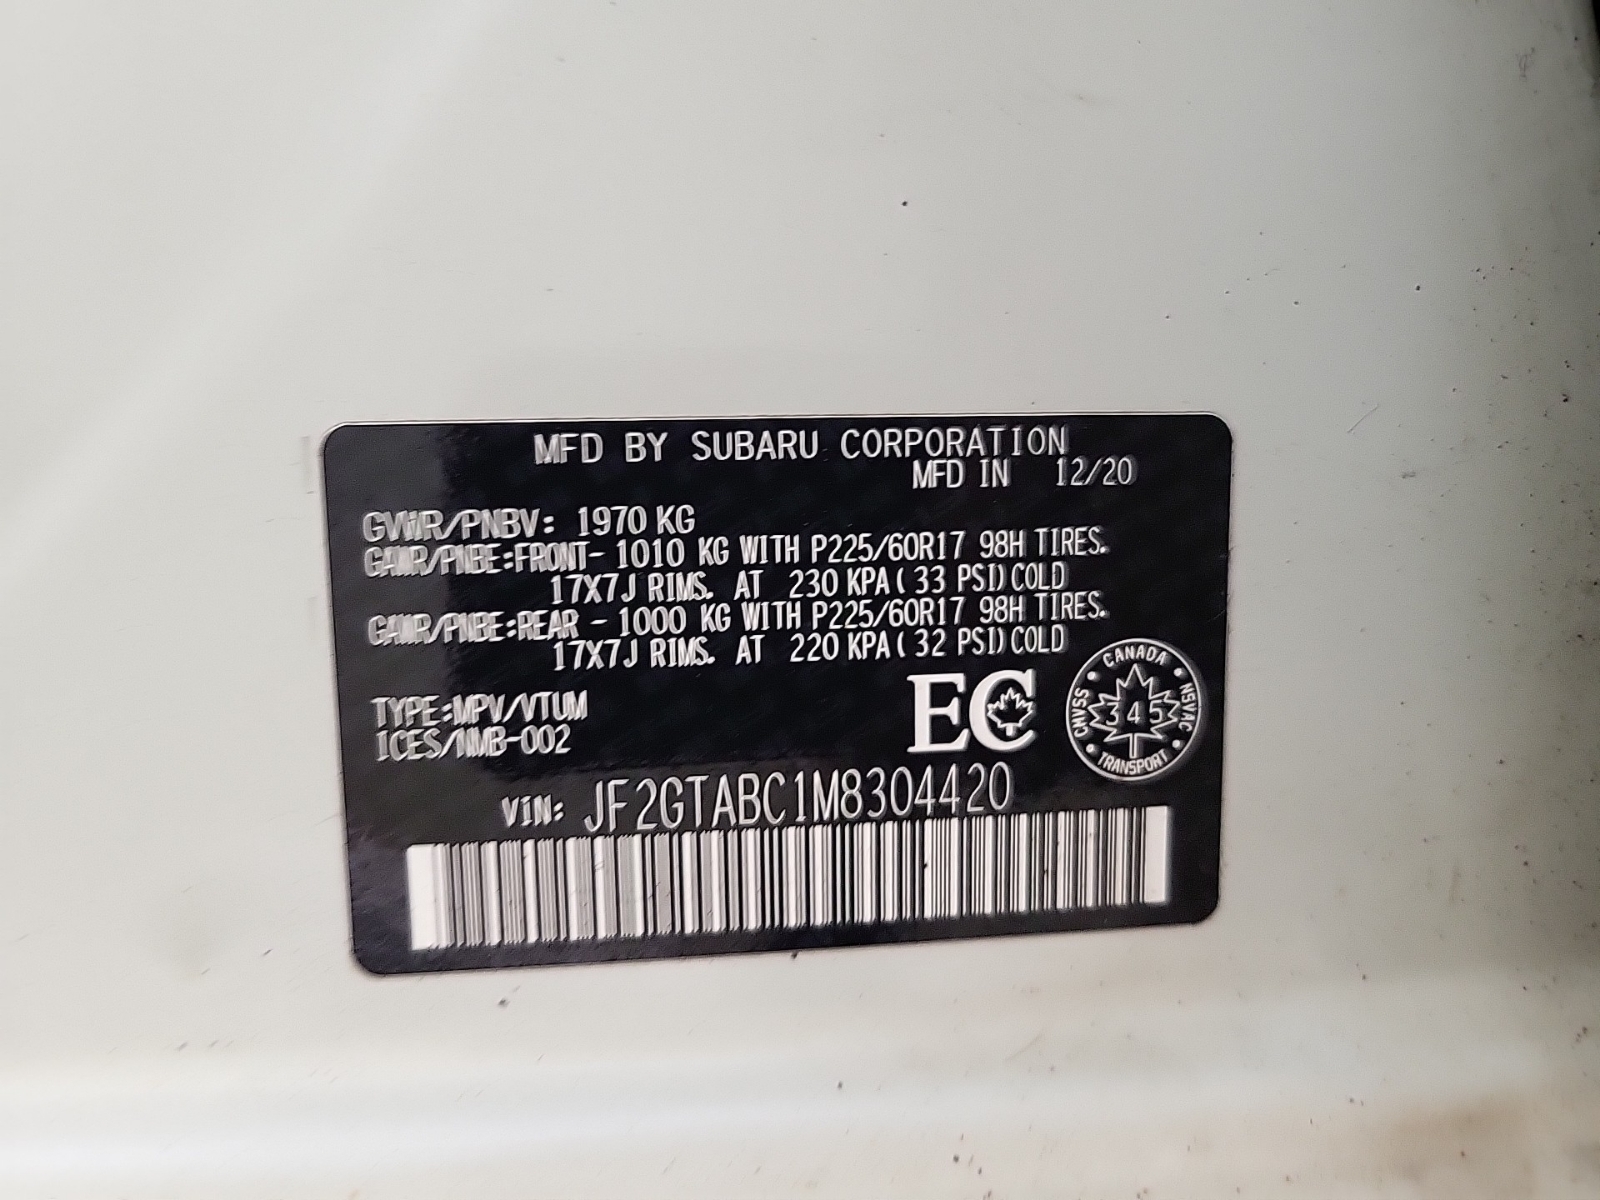 MFD BY SUBARU CORPORATION
MFD IN 12/20
GVWR/PNBV: 1970 KG
GAWR/PNBE:FRONT- 1010 KG WITH P225/60R17 98H TIRES.
17X7J RIMS. AT 230 KPA( 33 PSI)COLD
GAWR/PNBE:REAR - 1000 KG WITH P225/60R17 98H TIRES.
17X7J RIMS. AT 220 KPA( 32 PSI)COLD
TYPE:MPV/VTUM
ICES/NMB-002
EC
CANADA
CMVSS
345
NSVAC
TRANSPORT
VIN: JF2GTABC1M8304420